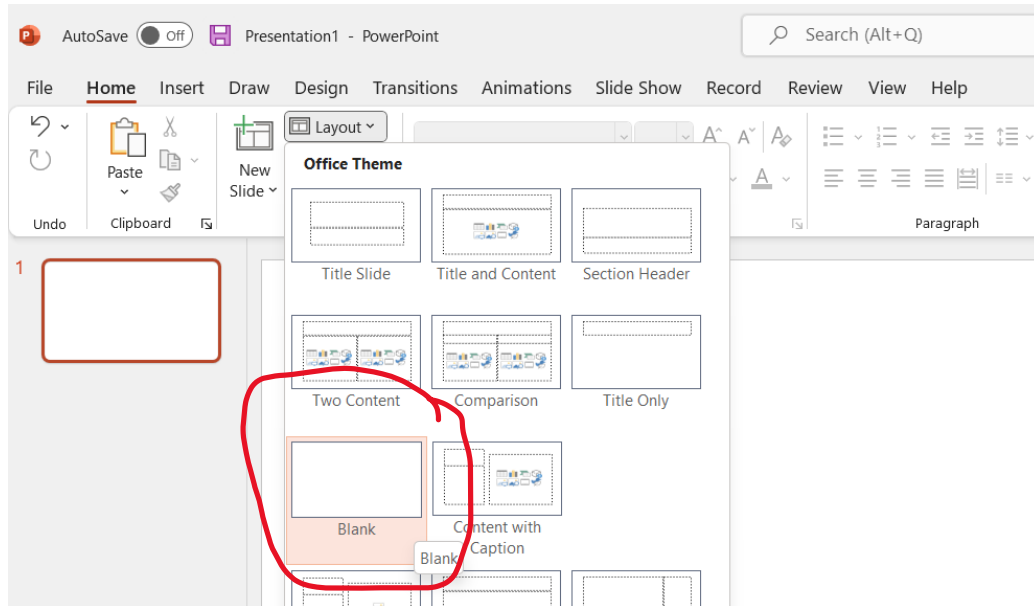 P AutoSave Off Presentation1 - PowerPoint Search (Alt+Q)
File Home Insert Draw Design Transitions Animations Slide Show Record Review View Help
Layout
Paste
New
Slide
A A A
A
Undo Clipboard Paragraph
Office Theme
Title Slide Title and Content Section Header
Two Content Comparison Title Only
Blank Content with
Caption
Blank
1